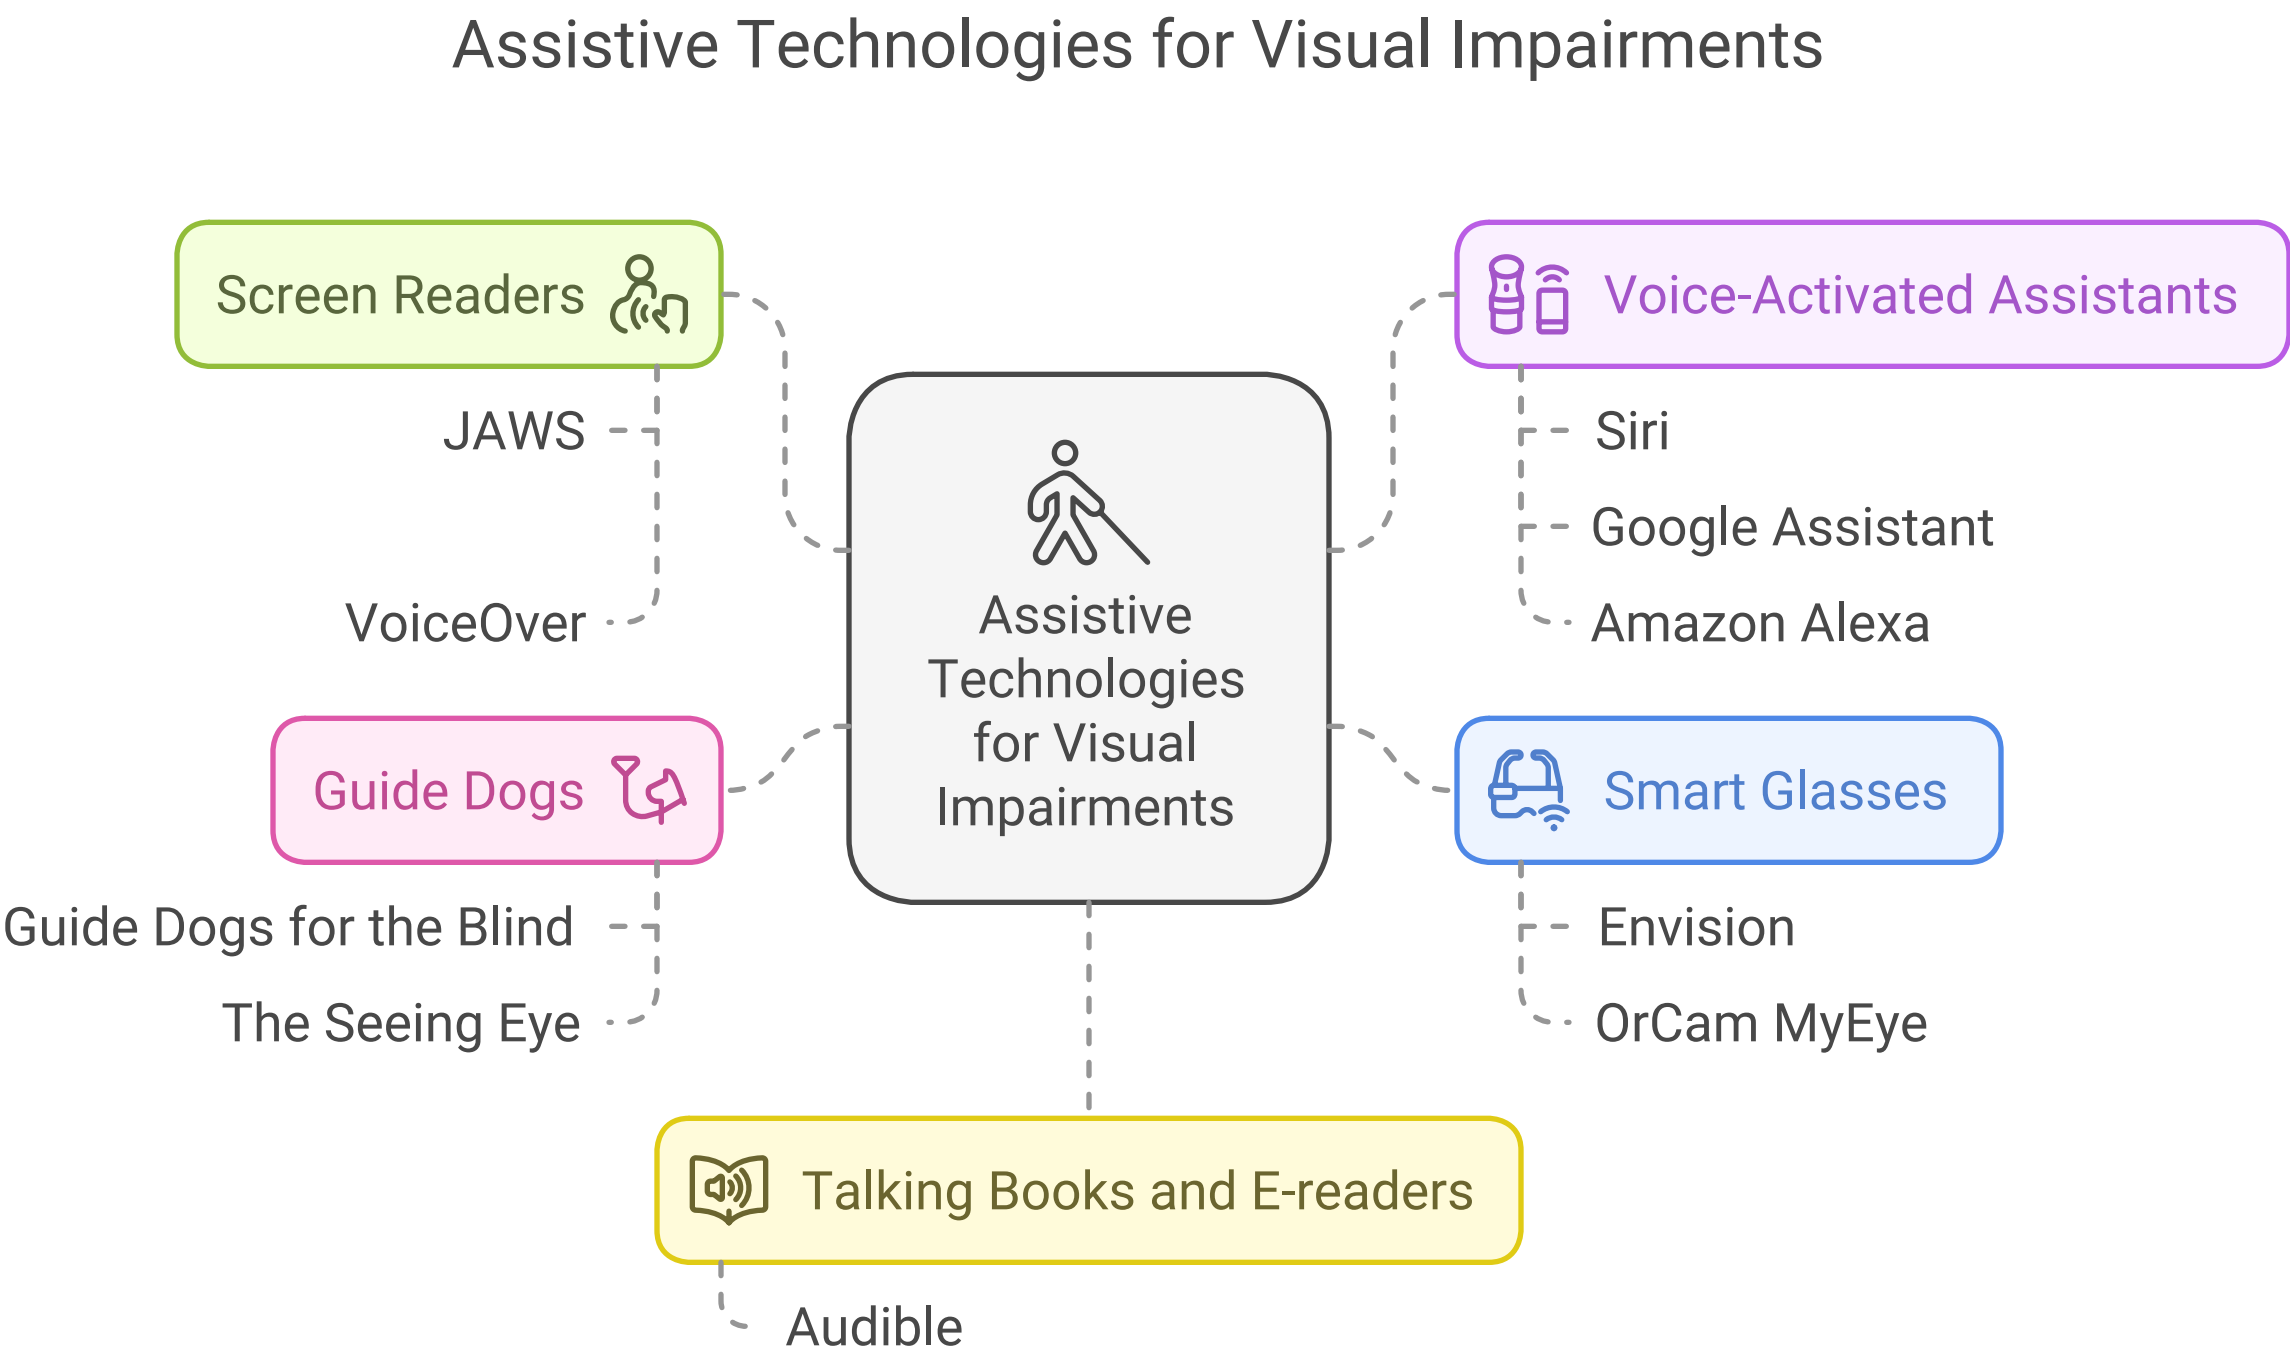 Assistive Technologies for Visual Impairments
Screen Readers
JAWS
VoiceOver
Guide Dogs
Guide Dogs for the Blind
The Seeing Eye
Assistive
Technologies
for Visual
Impairments
Voice-Activated Assistants
Siri
Google Assistant
Amazon Alexa
Smart Glasses
Envision
OrCam MyEye
Talking Books and E-readers
Audible